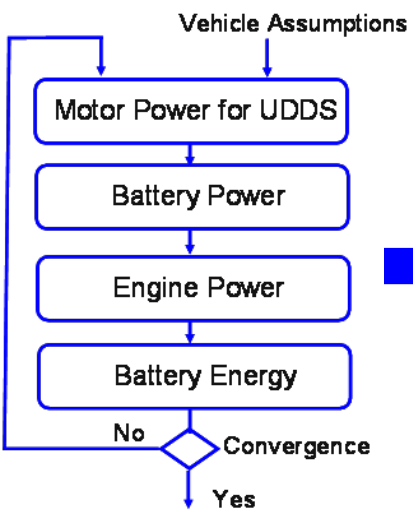 Vehicle Assumptions
Motor Power for UDDS
Battery Power
Engine Power
Battery Energy
No
Convergence
Yes